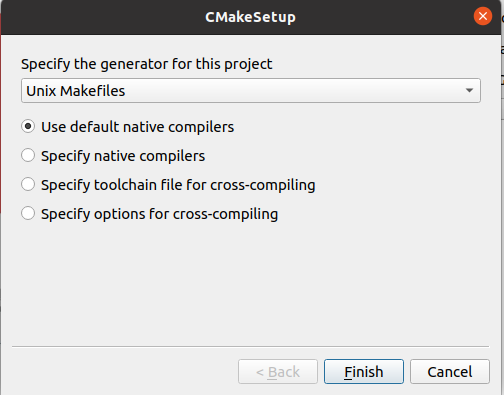 CMakeSetup
Specify the generator for this project
Unix Makefiles
Use default native compilers
Specify native compilers
Specify toolchain file for cross-compiling
Specify options for cross-compiling
< Back Finish Cancel